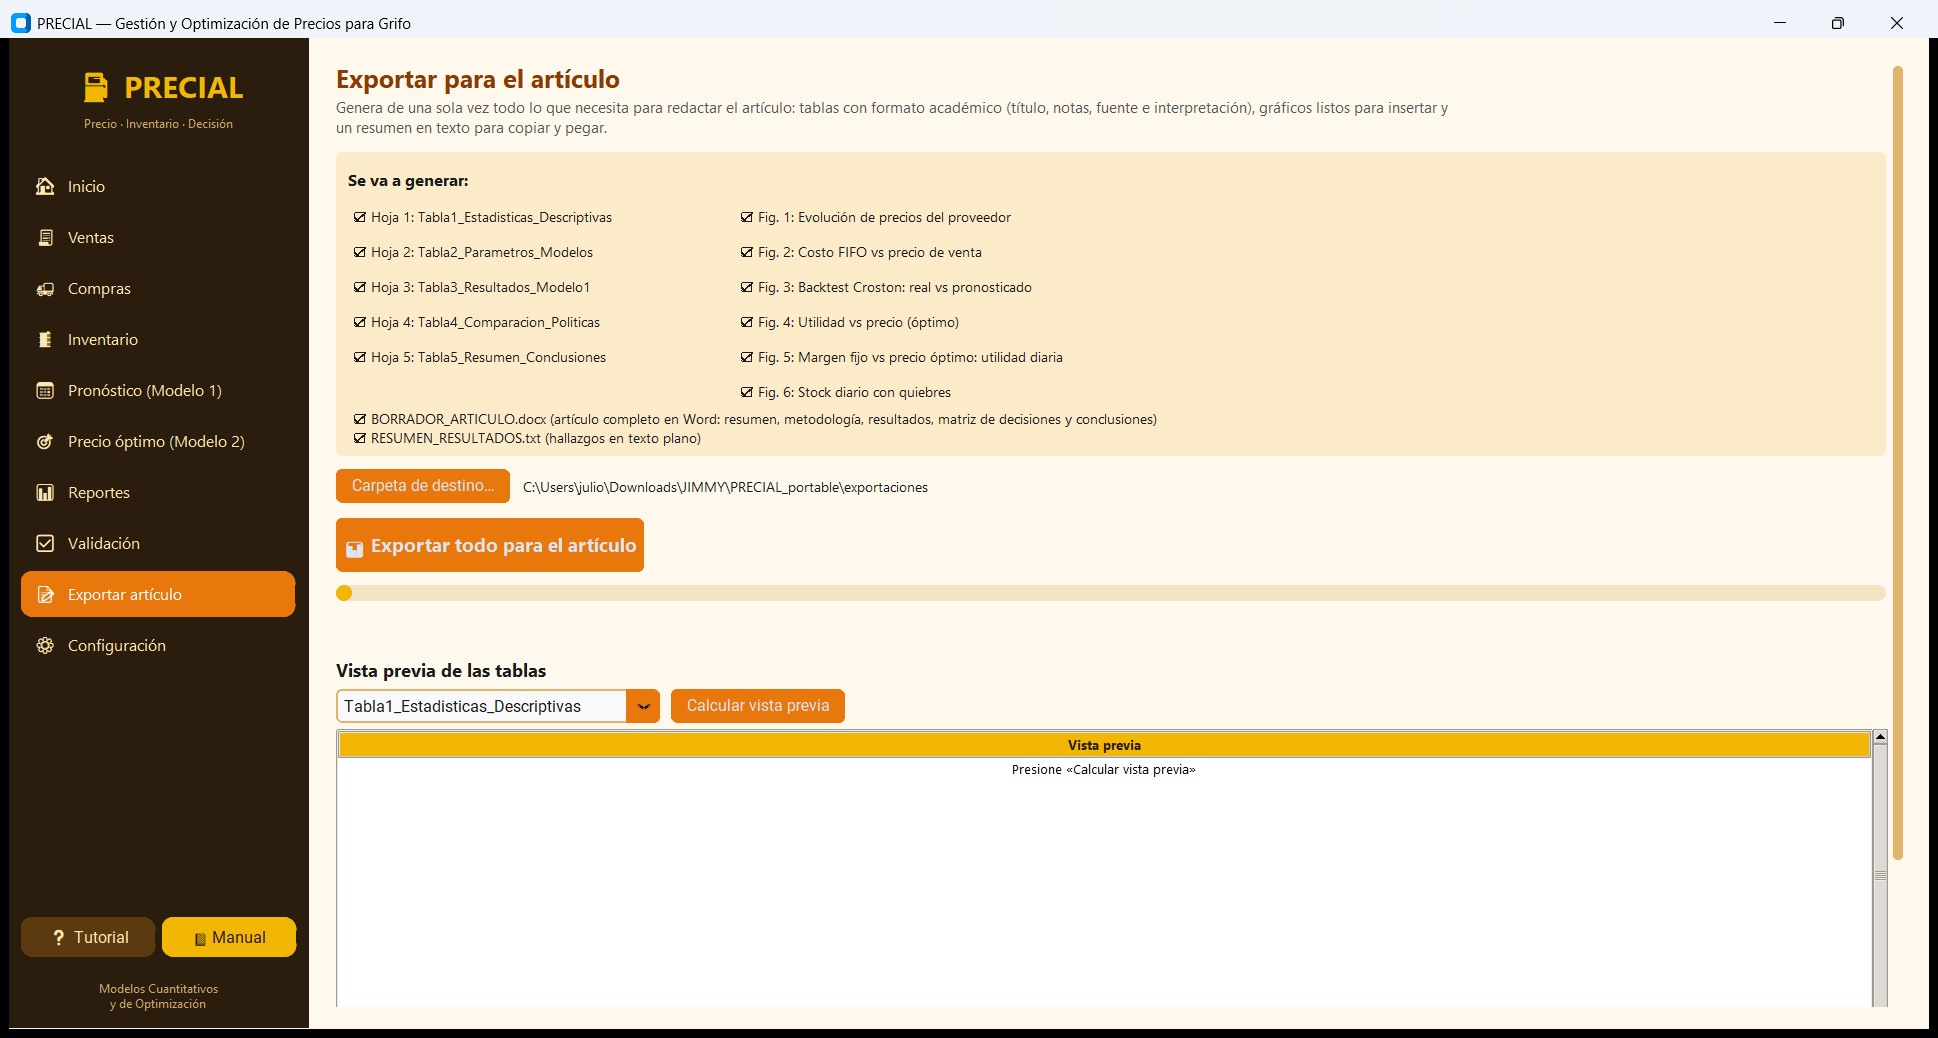 PRECIAL — Gestión y Optimización de Precios para Grifo
PRECIAL
Precio · Inventario · Decisión
Inicio
Ventas
Compras
Inventario
Pronóstico (Modelo 1)
Precio óptimo (Modelo 2)
Reportes
Validación
Exportar artículo
Configuración
? Tutorial
Manual
Modelos Cuantitativos
y de Optimización
Exportar para el artículo
Genera de una sola vez todo lo que necesita para redactar el artículo: tablas con formato académico (título, notas, fuente e interpretación), gráficos listos para insertar y
un resumen en texto para copiar y pegar.
Se va a generar:
Hoja 1: Tabla1_Estadisticas_Descriptivas
Hoja 2: Tabla2_Parametros_Modelos
Hoja 3: Tabla3_Resultados_Modelo1
Hoja 4: Tabla4_Comparacion_Politicas
Hoja 5: Tabla5_Resumen_Conclusiones
Fig. 1: Evolución de precios del proveedor
Fig. 2: Costo FIFO vs precio de venta
Fig. 3: Backtest Croston: real vs pronosticado
Fig. 4: Utilidad vs precio (óptimo)
Fig. 5: Margen fijo vs precio óptimo: utilidad diaria
Fig. 6: Stock diario con quiebres
BORRADOR_ARTICULO.docx (artículo completo en Word: resumen, metodología, resultados, matriz de decisiones y conclusiones)
RESUMEN_RESULTADOS.txt (hallazgos en texto plano)
Carpeta de destino...
C:\Users\julio\Downloads\JIMMY\PRECIAL_portable\exportaciones
Exportar todo para el artículo
Vista previa de las tablas
Tabla1_Estadisticas_Descriptivas
Calcular vista previa
Vista previa
Presione «Calcular vista previa»